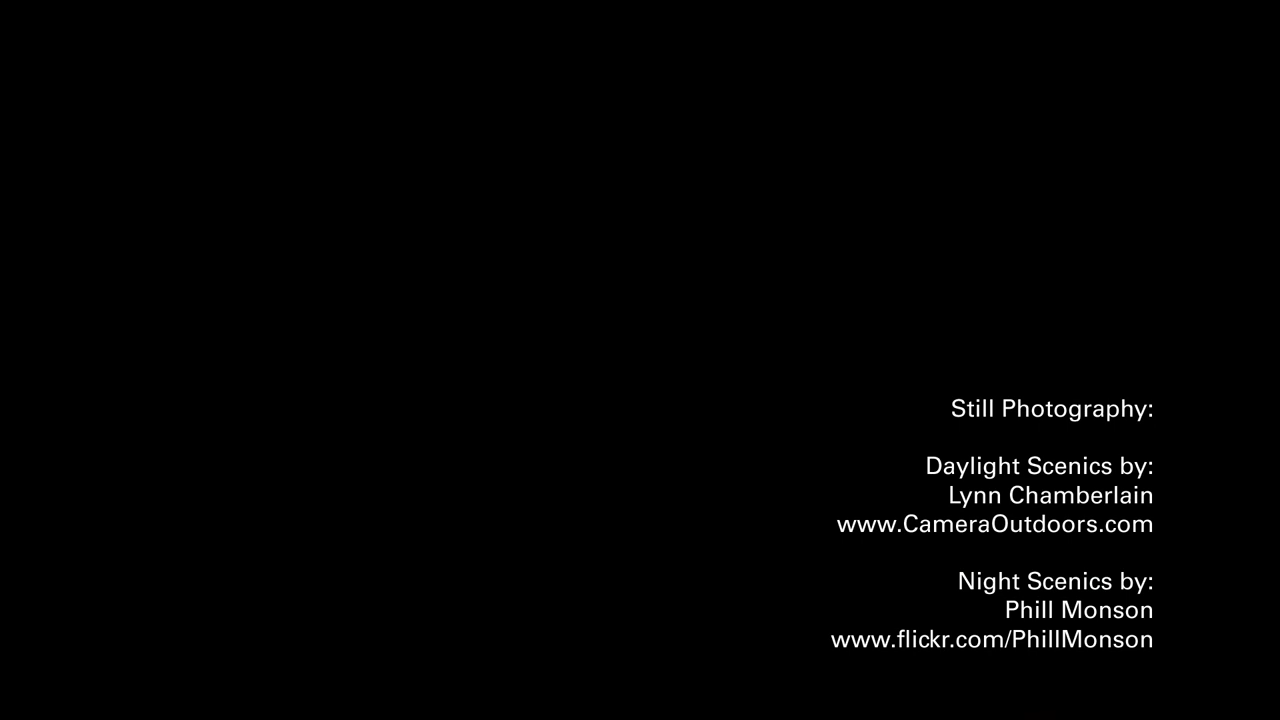 Still Photography:
Daylight Scenics by:
Lynn Chamberlain
www.CameraOutdoors.com
Night Scenics by:
Phill Monson
www.flickr.com/PhillMonson